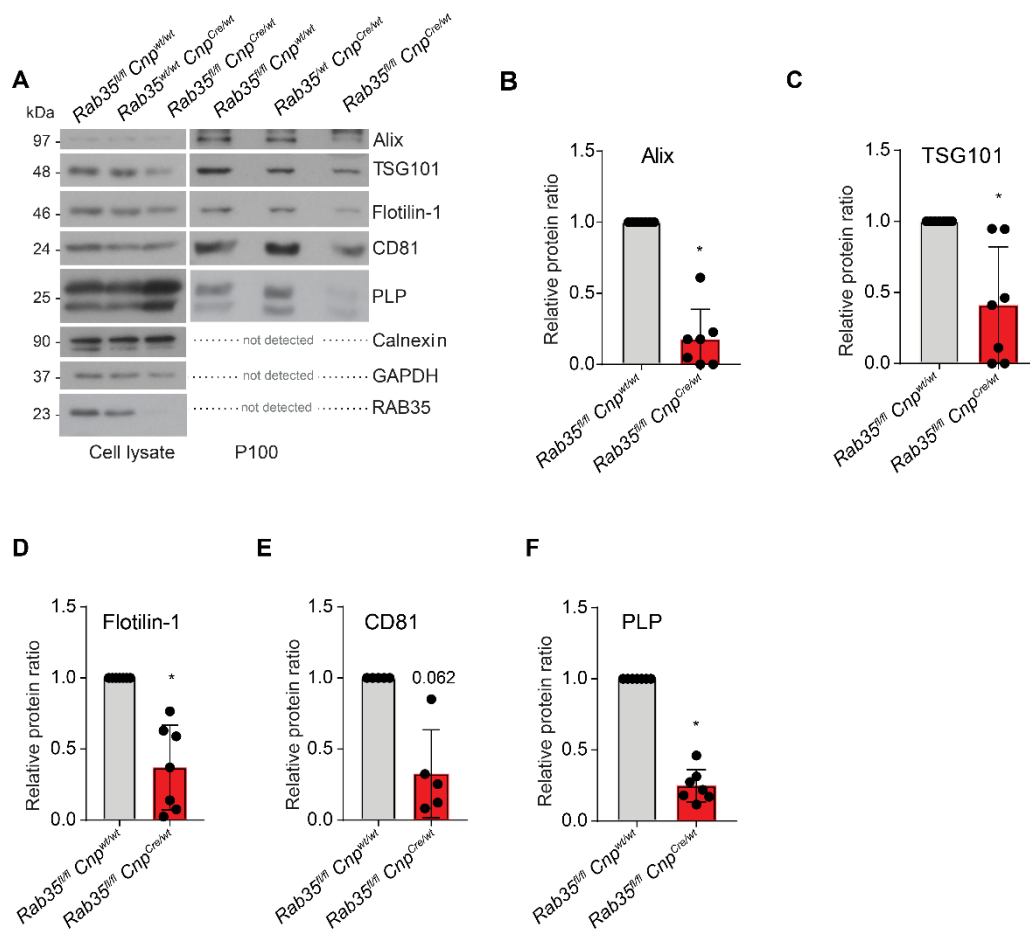 A
Rab35fl/fl Cnpwt/wt
Rab35wt/wt CnpCre/wt
Rab35fl/fl CnpCre/wt
Rab35fl/fl Cnpwt/wt
Rab35/wt CnpCre/wt
Rab35fl/fl CnpCre/wt
kDa
97 Alix
48 TSG101
46 Flotilin-1
24 CD81
25 PLP
90 not detected Calnexin
37 not detected GAPDH
23 not detected RAB35
Cell lysate P100
B
Alix
Relative protein ratio
1.5
1.0
0.5
0.0
*
Rab35fl/fl Cnpwt/wt
Rab35fl/fl CnpCre/wt
C
TSG101
Relative protein ratio
1.5
1.0
0.5
0.0
*
Rab35fl/fl Cnpwt/wt
Rab35fl/fl CnpCre/wt
D
Flotilin-1
Relative protein ratio
1.5
1.0
0.5
0.0
*
Rab35fl/fl Cnpwt/wt
Rab35fl/fl CnpCre/wt
E
CD81
Relative protein ratio
1.5
1.0
0.5
0.0
0.062
Rab35fl/fl Cnpwt/wt
Rab35fl/fl CnpCre/wt
F
PLP
Relative protein ratio
1.5
1.0
0.5
0.0
*
Rab35fl/fl Cnpwt/wt
Rab35fl/fl CnpCre/wt